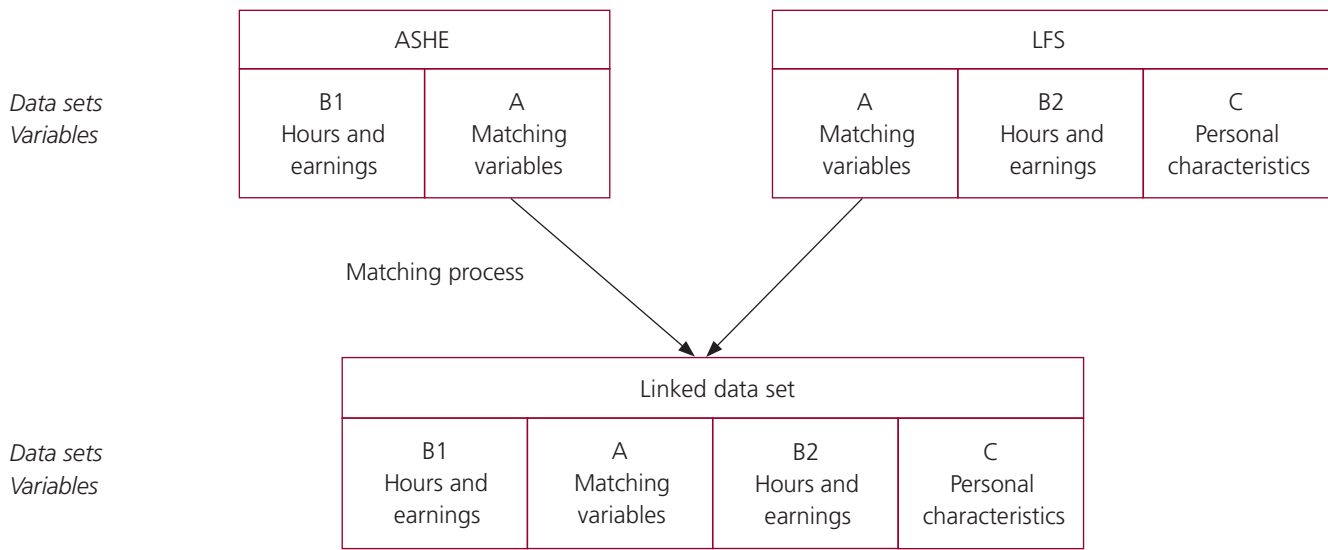 ASHE
LFS
Data sets
Variables
B1
Hours and
earnings
A
Matching
variables
A
Matching
variables
B2
Hours and
earnings
C
Personal
characteristics
Matching process
Linked data set
Data sets
Variables
B1
Hours and
earnings
A
Matching
variables
B2
Hours and
earnings
C
Personal
characteristics